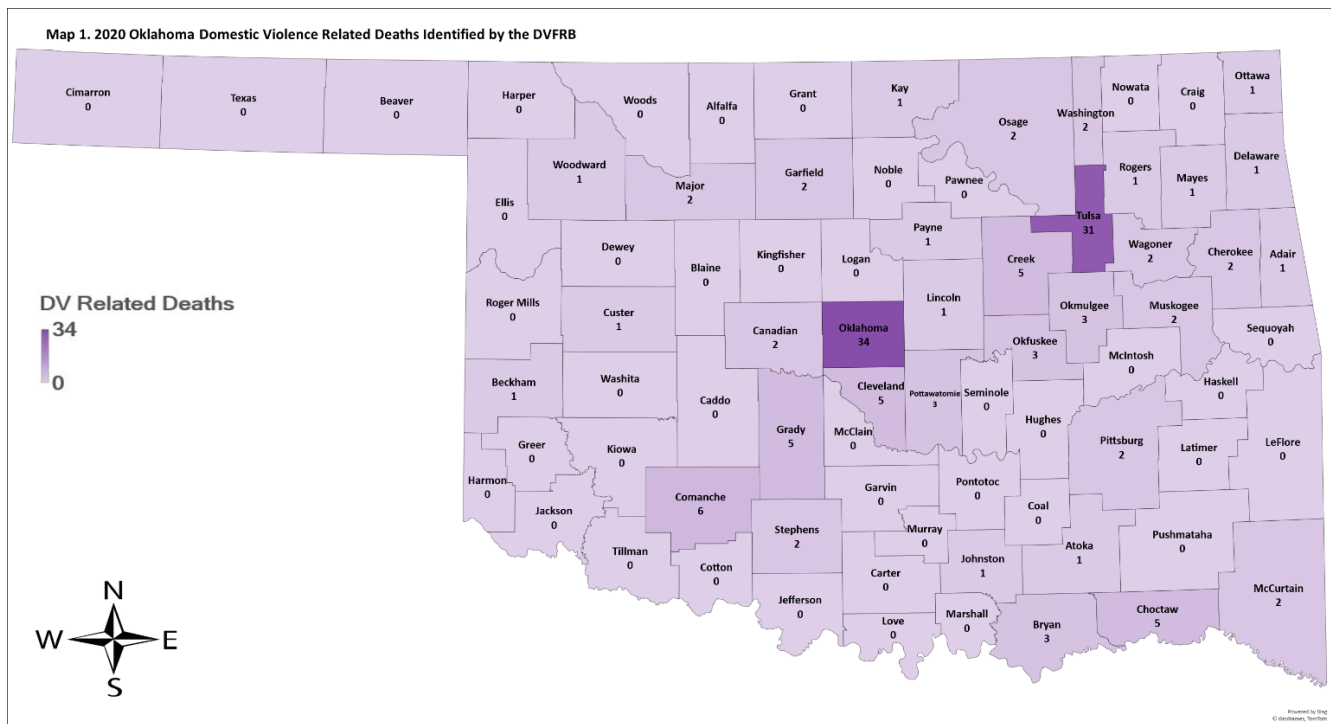 Map 1. 2020 Oklahoma Domestic Violence Related Deaths Identified by the DVFRB
Cimarron
0
Texas
0
Beaver
0
Harper
0
Woods
0
Alfalfa
0
Grant
0
Kay
1
Osage
2
Washington
2
Nowata
0
Craig
0
Ottawa
1
Ellis
0
Woodward
1
Major
2
Garfield
2
Noble
0
Pawnee
0
Rogers
1
Mayes
1
Delaware
1
Tulsa
31
Dewey
0
Blaine
0
Kingfisher
0
Logan
0
Payne
1
Creek
5
Wagoner
2
Cherokee
2
Adair
1
Roger Mills
0
Custer
1
Canadian
2
Oklahoma
34
Lincoln
1
Okmulgee
3
Muskogee
2
Sequoyah
0
Okfuskee
3
McIntosh
0
Haskell
0
DV Related Deaths
34
0
Beckham
1
Washita
0
Caddo
0
Grady
5
Cleveland
5
Pottawatomie
3
Seminole
0
Hughes
0
Pittsburg
2
Latimer
0
LeFlore
0
Greer
0
Kiowa
0
McClain
0
Harmon
0
Jackson
0
Comanche
6
Garvin
0
Pontotoc
0
Coal
0
Tillman
0
Cotton
0
Stephens
2
Murray
0
Johnston
1
Atoka
1
Pushmataha
0
McCurtain
2
Jefferson
0
Carter
0
Love
0
Marshall
0
Bryan
3
Choctaw
5
N
W
E
S
Powered by Bing
© GeoNames, TomTom